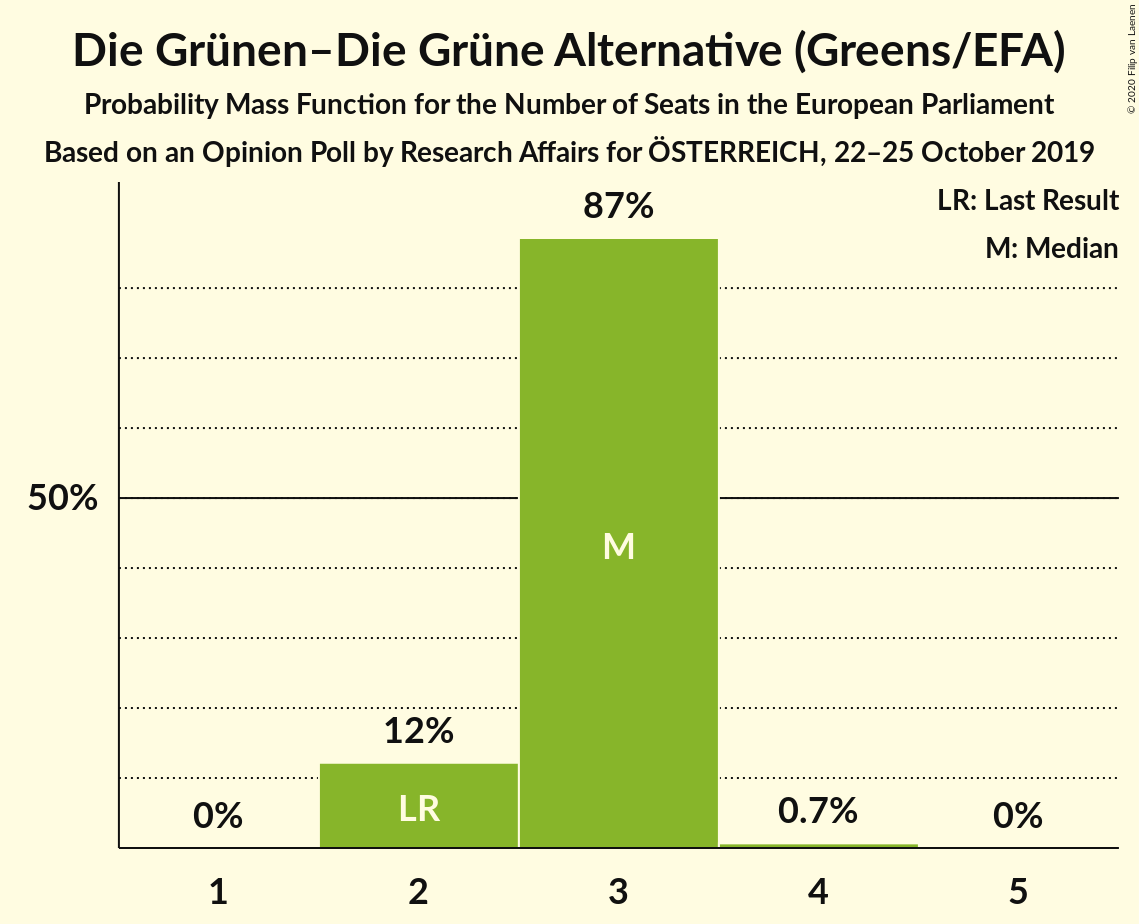 Die Grünen–Die Grüne Alternative (Greens/EFA)
Probability Mass Function for the Number of Seats in the European Parliament
Based on an Opinion Poll by Research Affairs for ÖSTERREICH, 22–25 October 2019
© 2020 Filip van Laenen
LR: Last Result
M: Median
87%
50%
M
12%
LR
0%
0.7%
0%
1 2 3 4 5